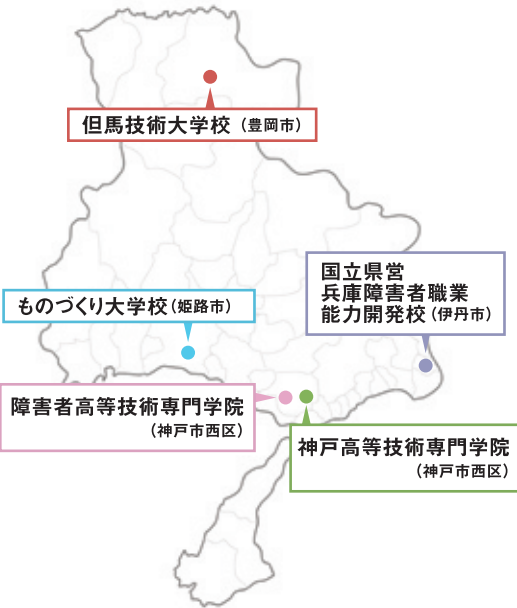 但馬技術大学校（豊岡市）
国立県営
兵庫障害者職業
能力開発校（伊丹市）
ものづくり大学校（姫路市）
障害者高等技術専門学院
（神戸市西区）
神戸高等技術専門学院
（神戸市西区）